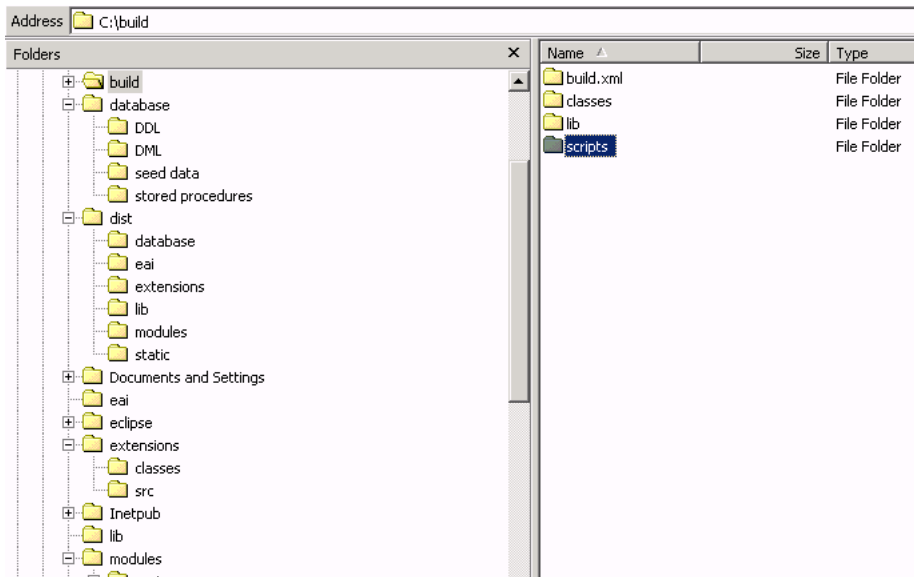 Address C:\build
Folders
build
database
DDL
DML
seed data
stored procedures
dist
database
eai
extensions
lib
modules
static
Documents and Settings
eai
eclipse
extensions
classes
src
Inetpub
lib
modules
Name Size Type
build.xml File Folder
classes File Folder
lib File Folder
scripts File Folder